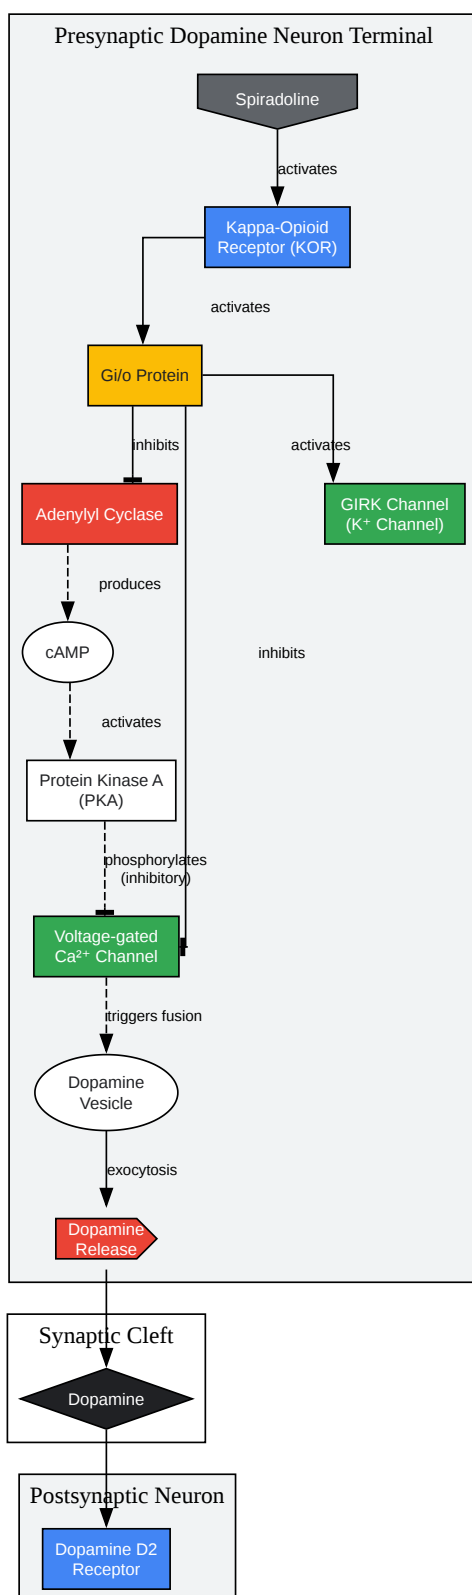 Presynaptic Dopamine Neuron Terminal
Spiradoline
activates
Kappa-Opioid
Receptor (KOR)
activates
Gi/o Protein
inhibits
activates
Adenylyl Cyclase
GIRK Channel
(K⁺ Channel)
produces
cAMP
inhibits
activates
Protein Kinase A
(PKA)
phosphorylates
(inhibitory)
Voltage-gated
Ca²⁺ Channel
triggers fusion
Dopamine
Vesicle
exocytosis
Dopamine
Release
Synaptic Cleft
Dopamine
Postsynaptic Neuron
Dopamine D2
Receptor